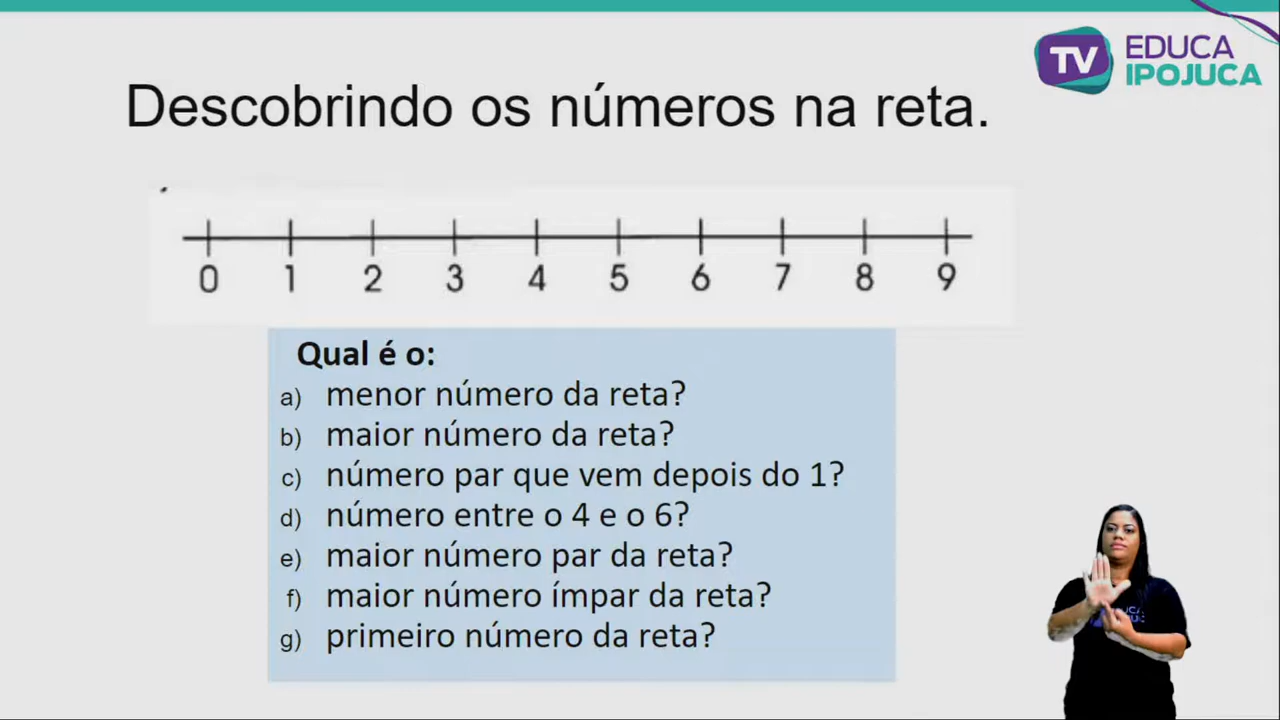 TV EDUCA
IPOJUCA
Descobrindo os números na reta.
0 1 2 3 4 5 6 7 8 9
Qual é o:
a) menor número da reta?
b) maior número da reta?
c) número par que vem depois do 1?
d) número entre o 4 e o 6?
e) maior número par da reta?
f) maior número ímpar da reta?
g) primeiro número da reta?